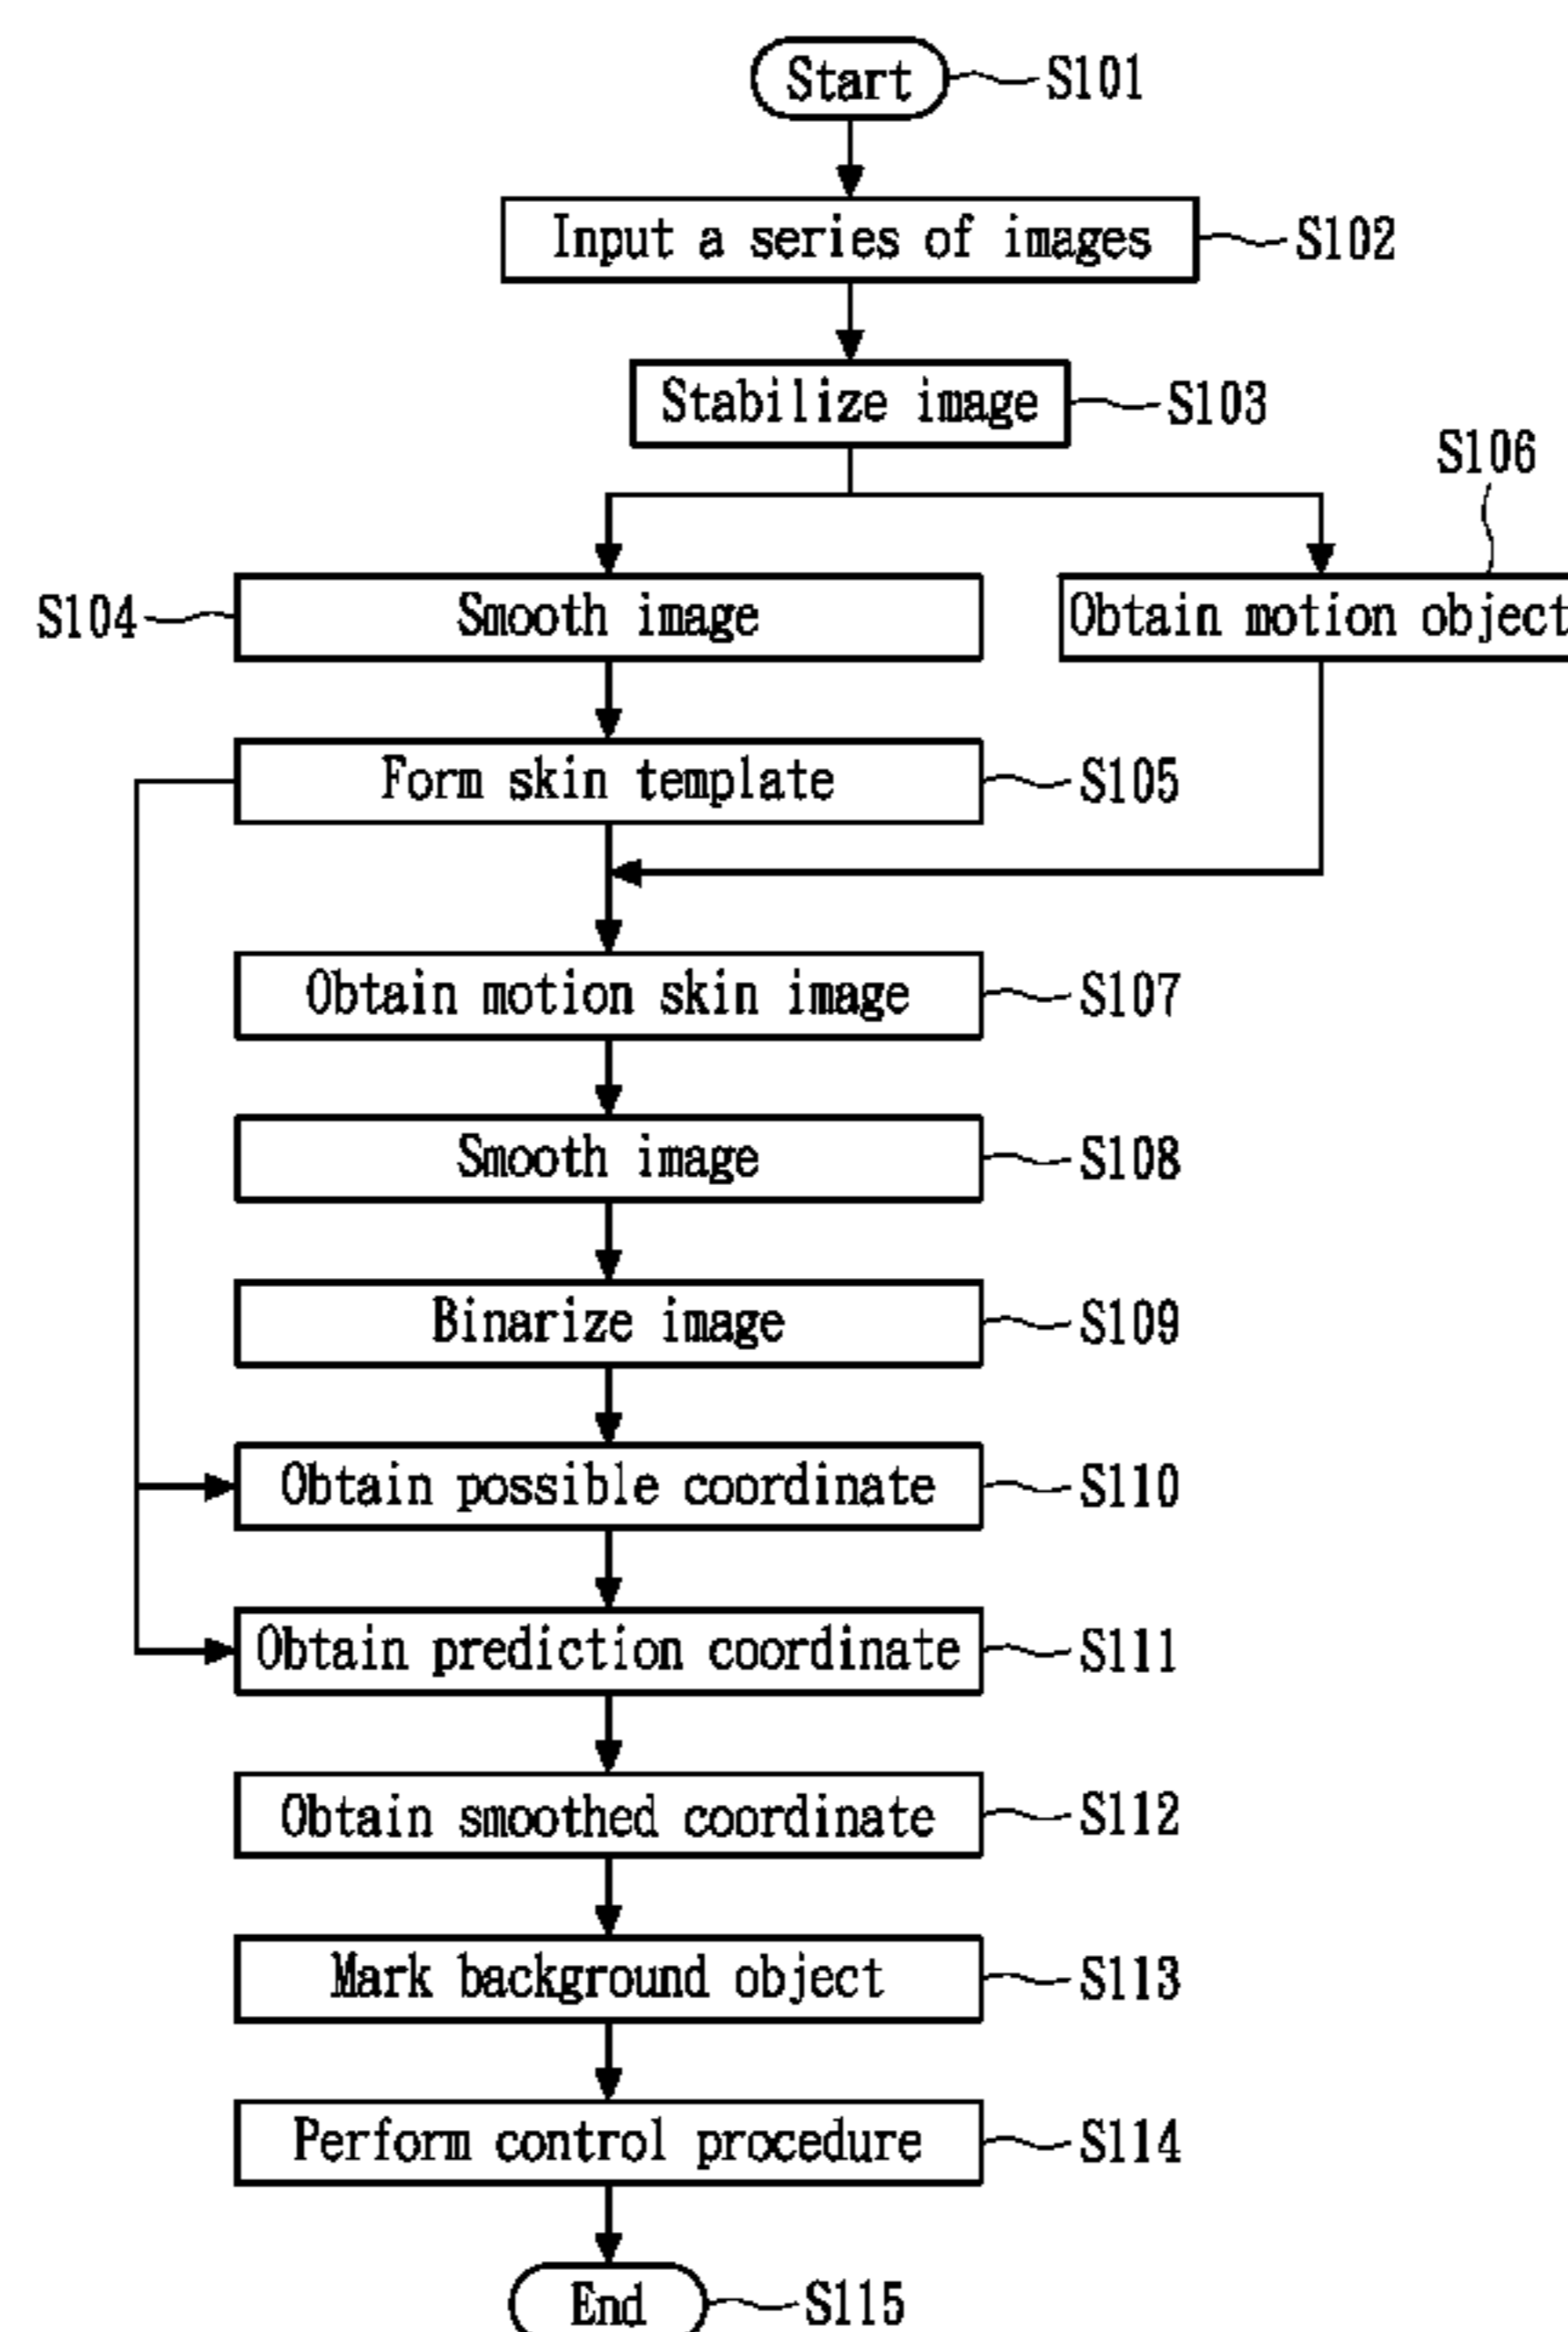 Start S101
Input a series of images S102
Stabilize image S103
S106
S104 Smooth image Obtain motion object
Form skin template S105
Obtain motion skin image S107
Smooth image S108
Binarize image S109
Obtain possible coordinate S110
Obtain prediction coordinate S111
Obtain smoothed coordinate S112
Mark background object S113
Perform control procedure S114
End S115